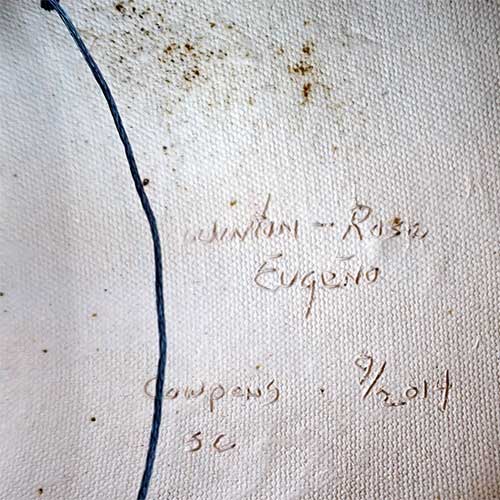 - Rosa
Eugeño
Cowpens . 9/2014
SC